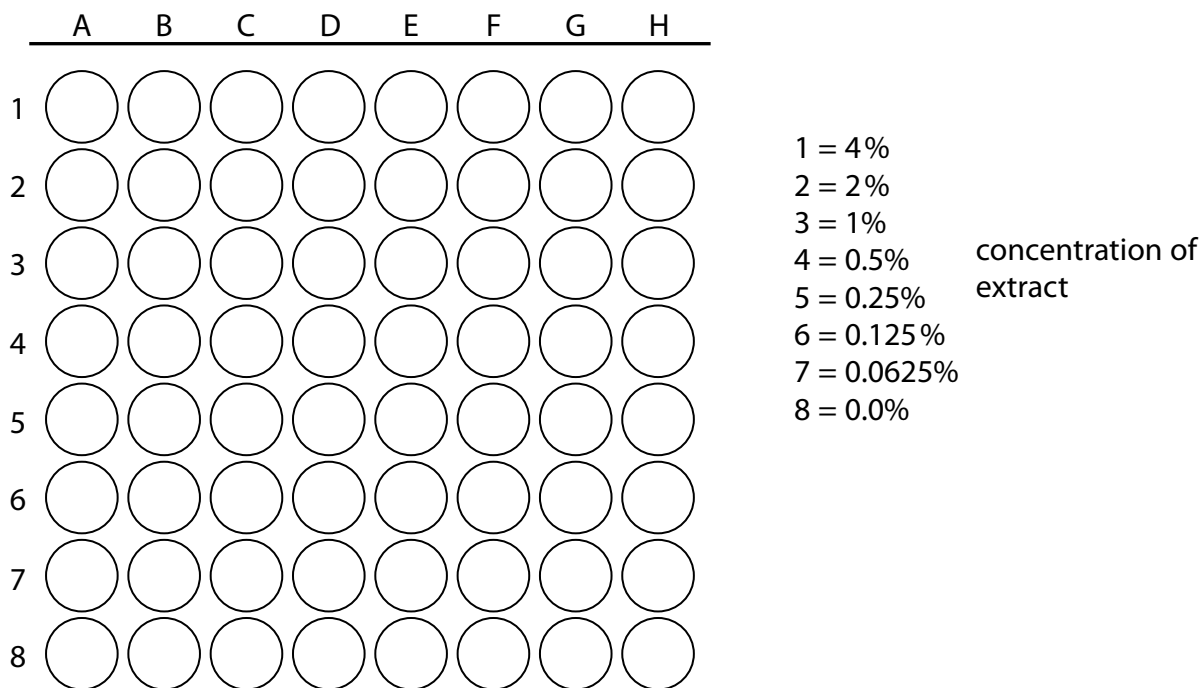 A B C D E F G H
1
2
3
4
5
6
7
8
1 = 4%
2 = 2%
3 = 1%
4 = 0.5%
5 = 0.25%
6 = 0.125%
7 = 0.0625%
8 = 0.0%
concentration of
extract